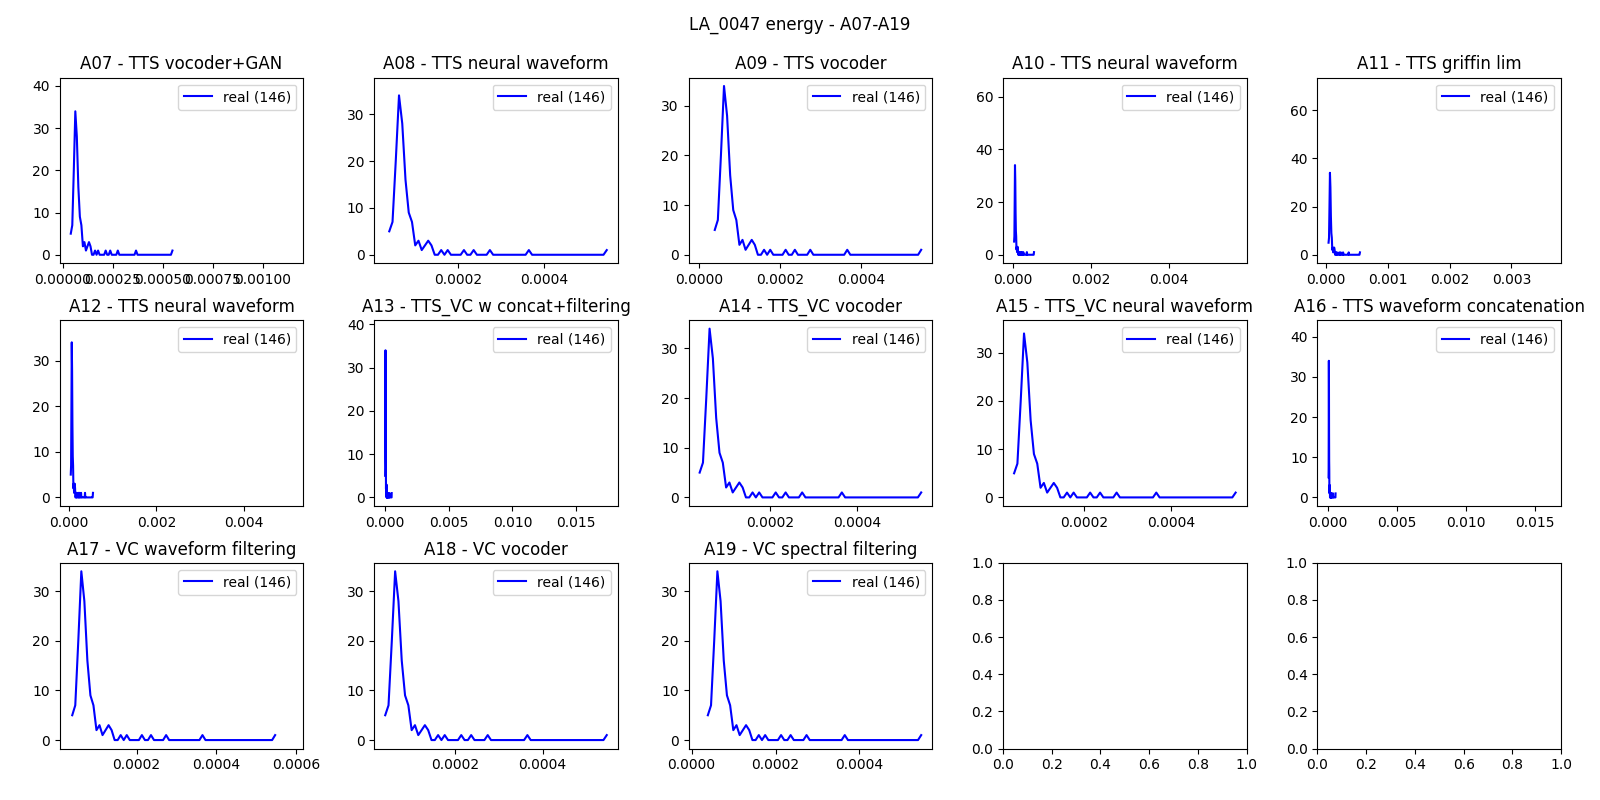 LA_0047 energy - A07-A19
A07 - TTS vocoder+GAN
40
30
20
10
0
real (146)
0.00000 0.00025 0.00050 0.00075 0.00100
A08 - TTS neural waveform
30
20
10
0
real (146)
0.0002 0.0004
A09 - TTS vocoder
30
20
10
0
real (146)
0.0000 0.0002 0.0004
A10 - TTS neural waveform
60
40
20
0
real (146)
0.000 0.002 0.004
A11 - TTS griffin lim
60
40
20
0
real (146)
0.000 0.001 0.002 0.003
A12 - TTS neural waveform
30
20
10
0
real (146)
0.000 0.002 0.004
A13 - TTS_VC w concat+filtering
40
30
20
10
0
real (146)
0.000 0.005 0.010 0.015
A14 - TTS_VC vocoder
30
20
10
0
real (146)
0.0002 0.0004
A15 - TTS_VC neural waveform
30
20
10
0
real (146)
0.0002 0.0004
A16 - TTS waveform concatenation
40
30
20
10
0
real (146)
0.000 0.005 0.010 0.015
A17 - VC waveform filtering
30
20
10
0
real (146)
0.0002 0.0004 0.0006
A18 - VC vocoder
30
20
10
0
real (146)
0.0002 0.0004
A19 - VC spectral filtering
30
20
10
0
real (146)
0.0000 0.0002 0.0004
1.0
0.8
0.6
0.4
0.2
0.0
0.0 0.2 0.4 0.6 0.8 1.0
1.0
0.8
0.6
0.4
0.2
0.0
0.0 0.2 0.4 0.6 0.8 1.0